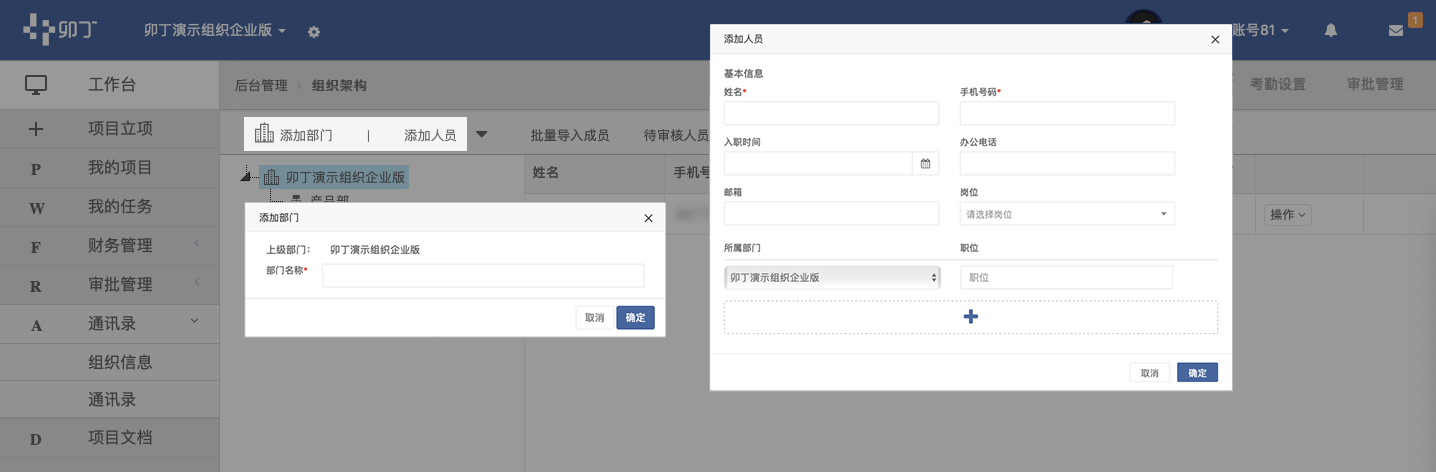 卯丁
卯丁演示组织企业版
账号81
1
工作台
项目立项
P 我的项目
W 我的任务
F 财务管理
R 审批管理
A 通讯录
组织信息
通讯录
D 项目文档
后台管理 > 组织架构
考勤设置 审批管理
添加部门 | 添加人员
批量导入成员 待审核人员
卯丁演示组织企业版
产品部
姓名 手机号
操作
添加部门
上级部门: 卯丁演示组织企业版
部门名称*
取消 确定
添加人员
基本信息
姓名* 手机号码*
入职时间 办公电话
邮箱 岗位
请选择岗位
所属部门 职位
卯丁演示组织企业版 职位
取消 确定